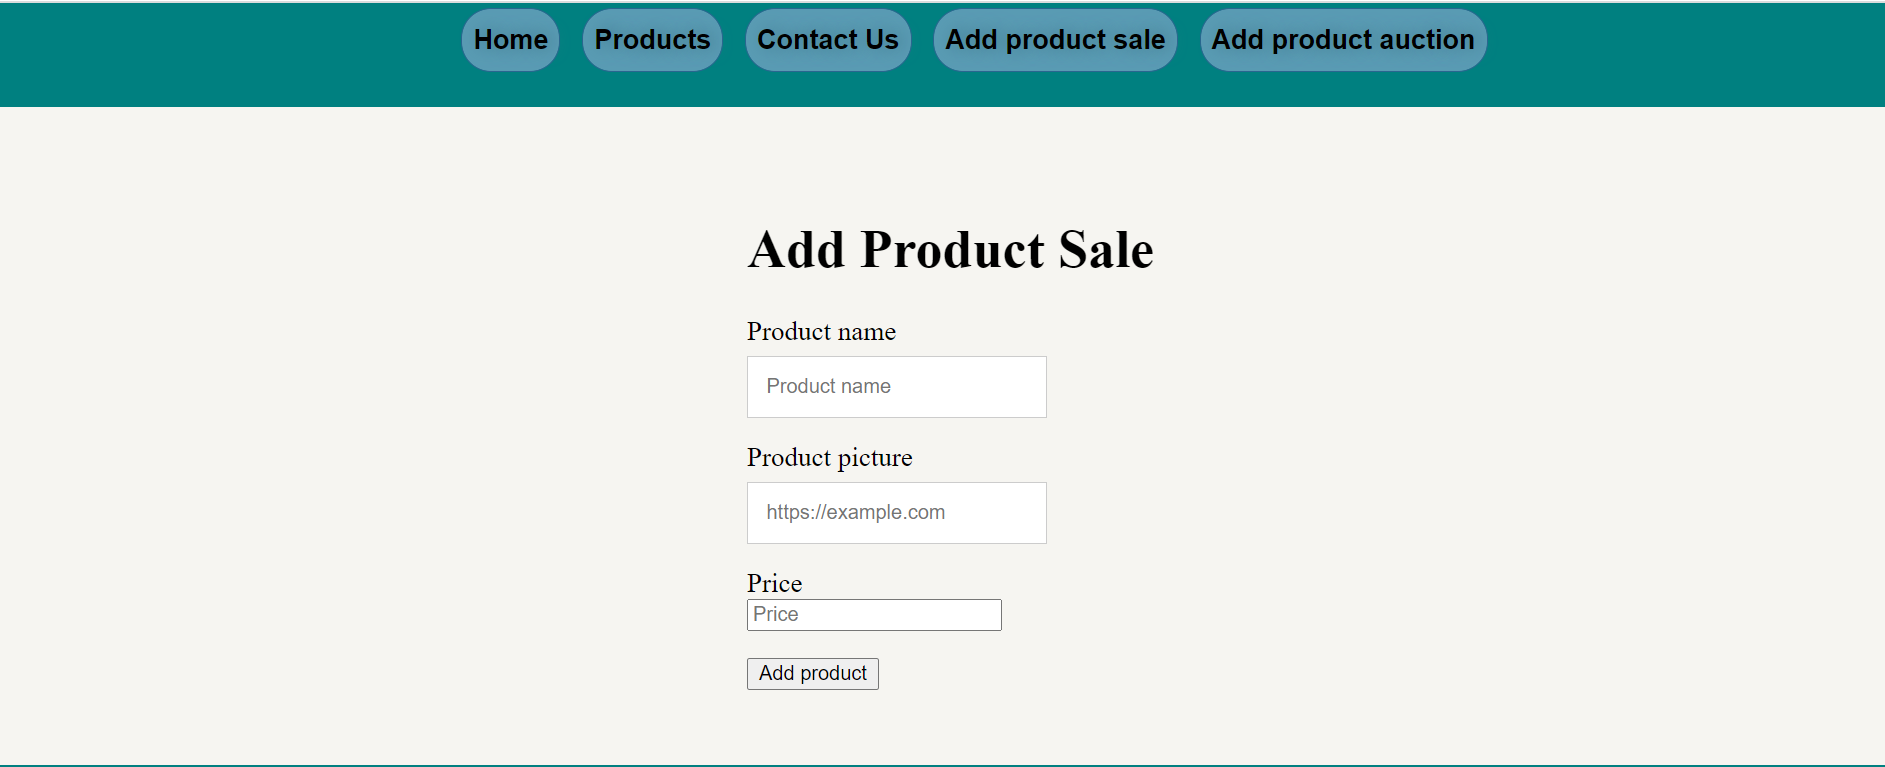 Home Products Contact Us Add product sale Add product auction
Add Product Sale
Product name
Product name
Product picture
https://example.com
Price
Price
Add product